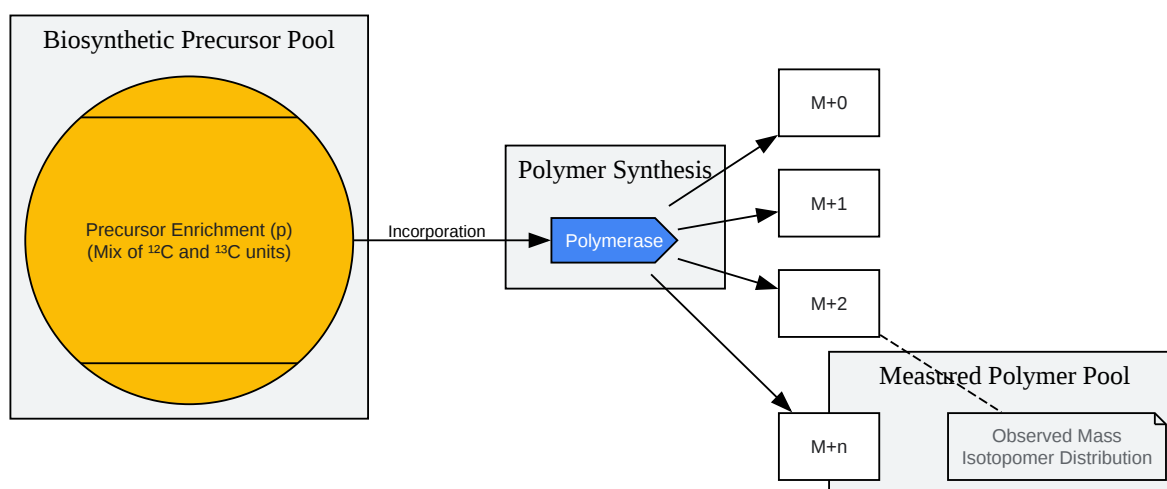 Biosynthetic Precursor Pool
Precursor Enrichment (p)
(Mix of ¹²C and ¹³C units)
Incorporation
Polymer Synthesis
Polymerase
M+0
M+1
M+2
M+n
Measured Polymer Pool
Observed Mass
Isotopomer Distribution